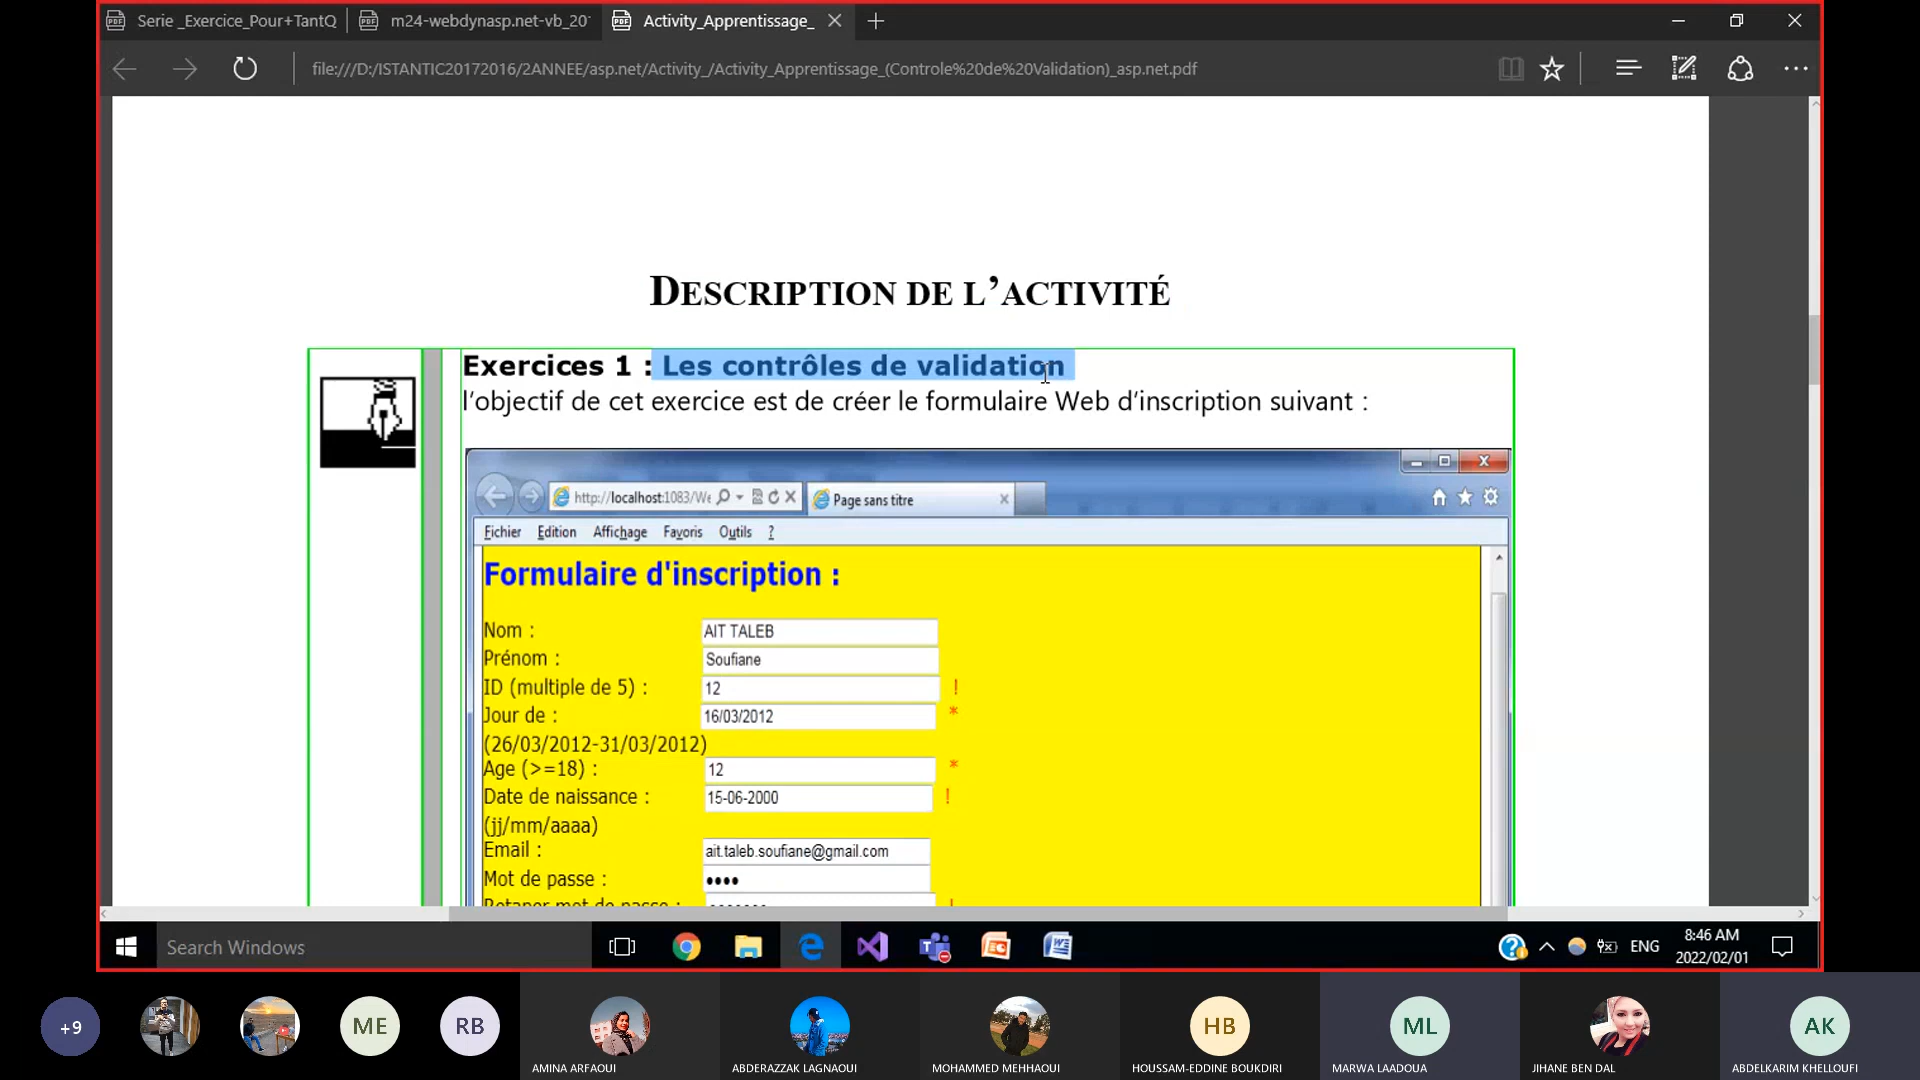 Serie _Exercice_Pour+TantQ
m24-webdynasp.net-vb_20
Activity_Apprentissage_
file:///D:/ISTANTIC20172016/2ANNEE/asp.net/Activity_/Activity_Apprentissage_(Controle%20de%20Validation)_asp.net.pdf
DESCRIPTION DE L’ACTIVITÉ
Exercices 1 : Les contrôles de validation
l’objectif de cet exercice est de créer le formulaire Web d’inscription suivant :
http://localhost:1083/We
Page sans titre
Fichier Edition Affichage Favoris Outils ?
Formulaire d'inscription :
Nom : AIT TALEB
Prénom : Soufiane
ID (multiple de 5) : 12 !
Jour de : 16/03/2012 *
(26/03/2012-31/03/2012)
Age (>=18) : 12 *
Date de naissance : 15-06-2000 !
(jj/mm/aaaa)
Email : ait.taleb.soufiane@gmail.com
Mot de passe : ••••
Retaper mot de passe :
Search Windows
ENG
8:46 AM
2022/02/01
+9
ME
RB
HB
ML
AK
AMINA ARFAOUI
ABDERAZZAK LAGNAOUI
MOHAMMED MEHHAOUI
HOUSSAM-EDDINE BOUKDIRI
MARWA LAADOUA
JIHANE BEN DAL
ABDELKARIM KHELLOUFI